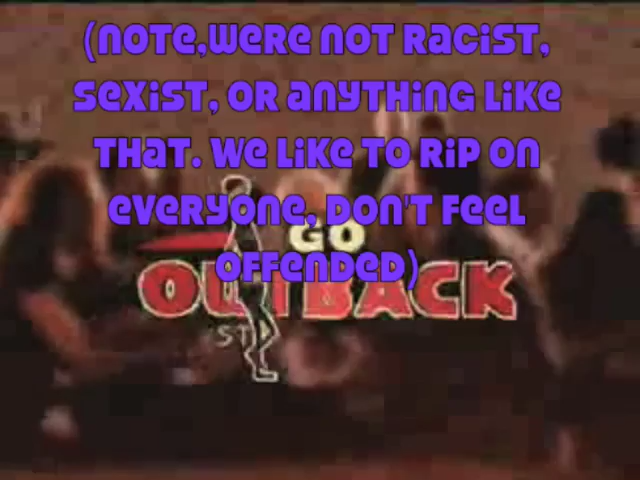 (note,were not racist,
sexist, or anything like
that. We like to rip on
everyone, don't feel
offended)
GO
OUTBACK